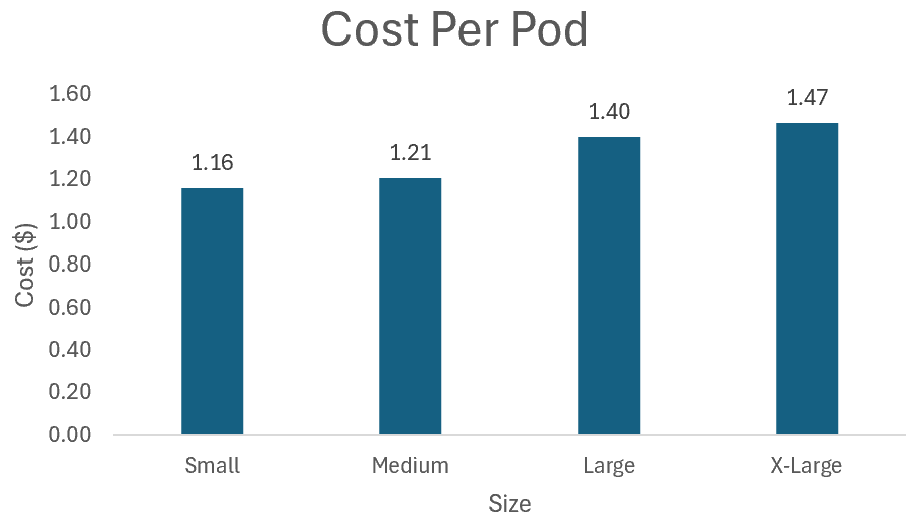 Cost Per Pod
1.60
1.40
1.20
1.00
0.80
0.60
0.40
0.20
0.00
Cost ($)
1.16
1.21
1.40
1.47
Small
Medium
Large
X-Large
Size